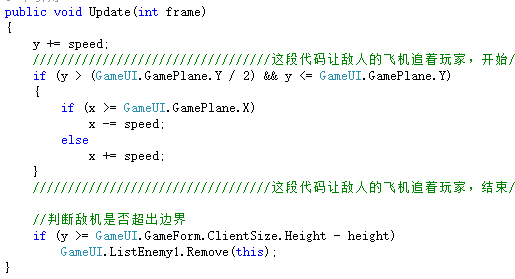 public void Update(int frame)
{
y += speed;
//////////////////////////////////这段代码让敌人的飞机追着玩家，开始/
if (y > (GameUI.GamePlane.Y / 2) && y <= GameUI.GamePlane.Y)
{
if (x >= GameUI.GamePlane.X)
x -= speed;
else
x += speed;
}
//////////////////////////////////这段代码让敌人的飞机追着玩家，结束/
//判断敌机是否超出边界
if (y >= GameUI.GameForm.ClientSize.Height - height)
GameUI.ListEnemy1.Remove(this);
}